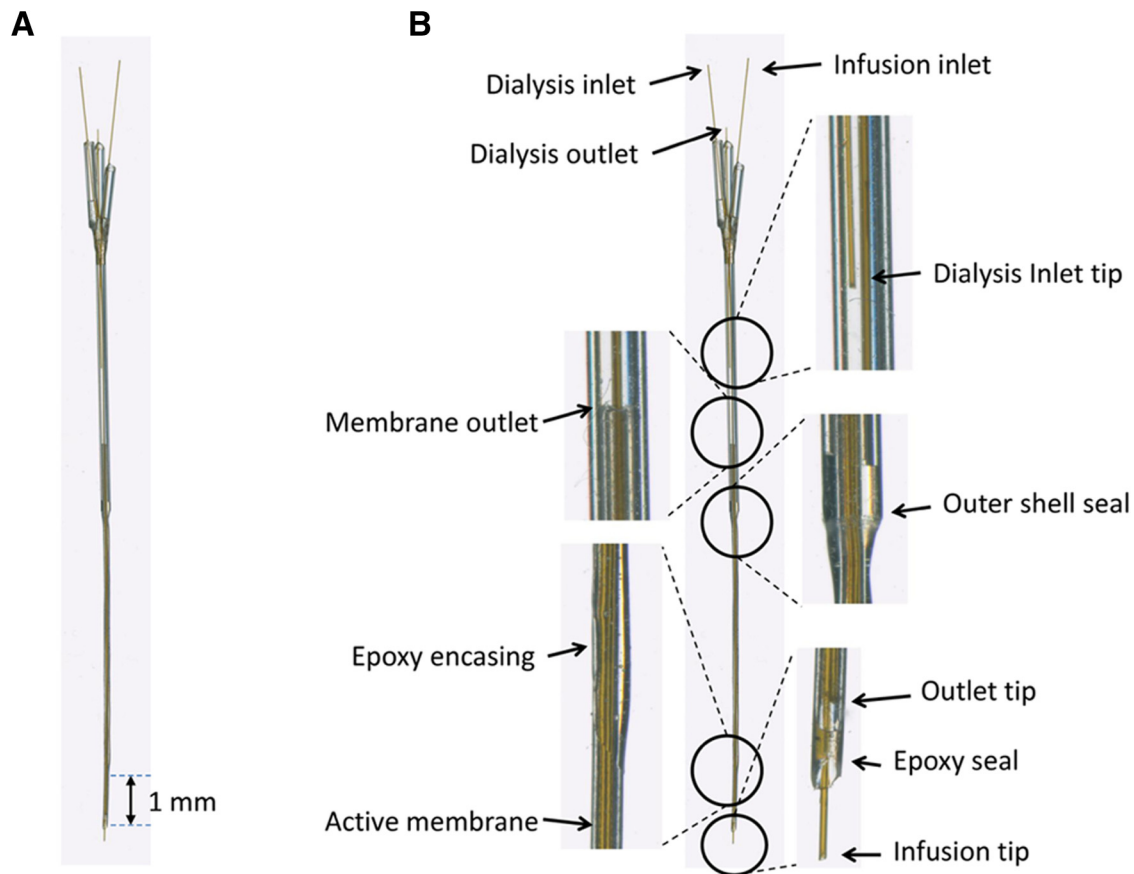 A
B
Dialysis inlet
Infusion inlet
Dialysis outlet
Dialysis Inlet tip
Membrane outlet
Outer shell seal
Epoxy encasing
Outlet tip
Epoxy seal
1 mm
Active membrane
Infusion tip